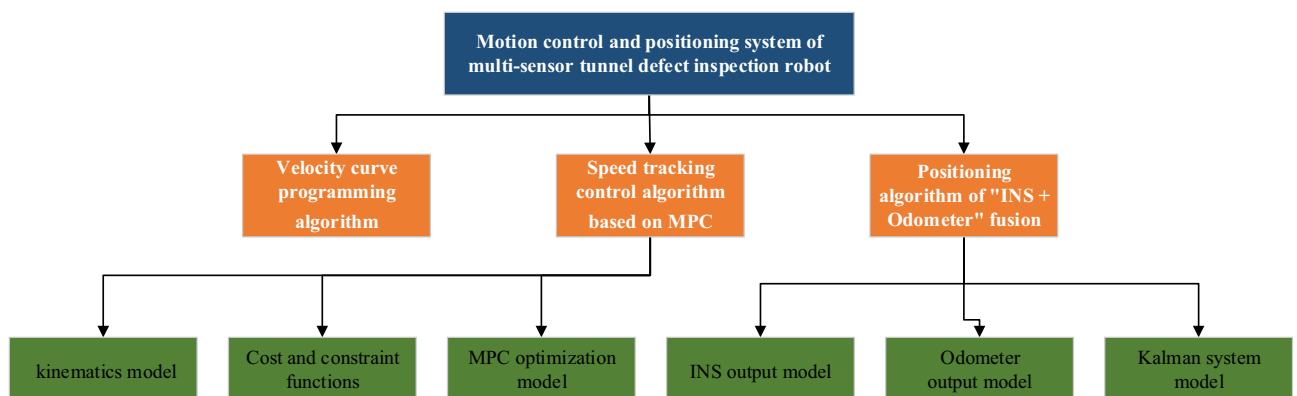 Motion control and positioning system of
multi-sensor tunnel defect inspection robot
Velocity curve
programming
algorithm
Speed tracking
control algorithm
based on MPC
Positioning
algorithm of "INS +
Odometer" fusion
kinematics model
Cost and constraint
functions
MPC optimization
model
INS output model
Odometer
output model
Kalman system
model